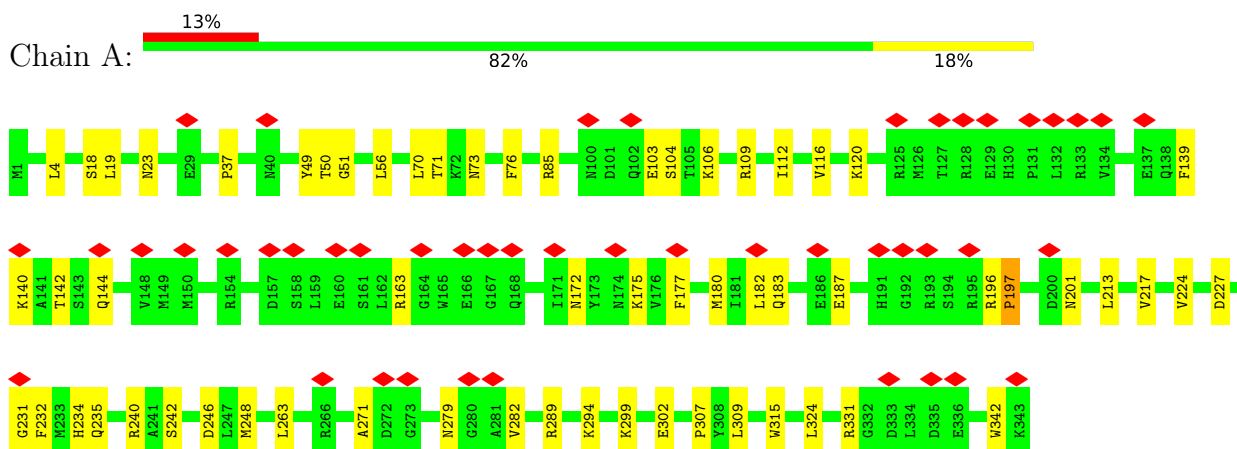 13%
Chain A:
82%
18%
M1 L4 S18 L19 N23 E29 P37 N40 Y49 T50 G51 L56 L70 T71 K72 N73 F76 R85 N100 D101 Q102 E103 S104 T105 K106 R109 I112 V116 K120 R125 M126 T127 R128 E129 H130 P131 L132 R133 V134 E137 Q138 F139
K140 A141 T142 S143 Q144 V148 M149 M150 R154 D157 S158 L159 E160 S161 L162 R163 G164 W165 E166 G167 Q168 I171 N172 Y173 N174 K175 V176 F177 M180 I181 L182 Q183 E186 E187 H191 G192 R193 S194 R195 R196 P197 D200 N201 L213 V217 V224 D227
G231 F232 M233 H234 Q235 R240 A241 S242 D246 L247 M248 L263 R266 A271 D272 G273 N279 G280 A281 V282 R289 K294 K299 E302 P307 Y308 L309 W315 L324 R331 G332 D333 L334 D335 E336 W342 K343